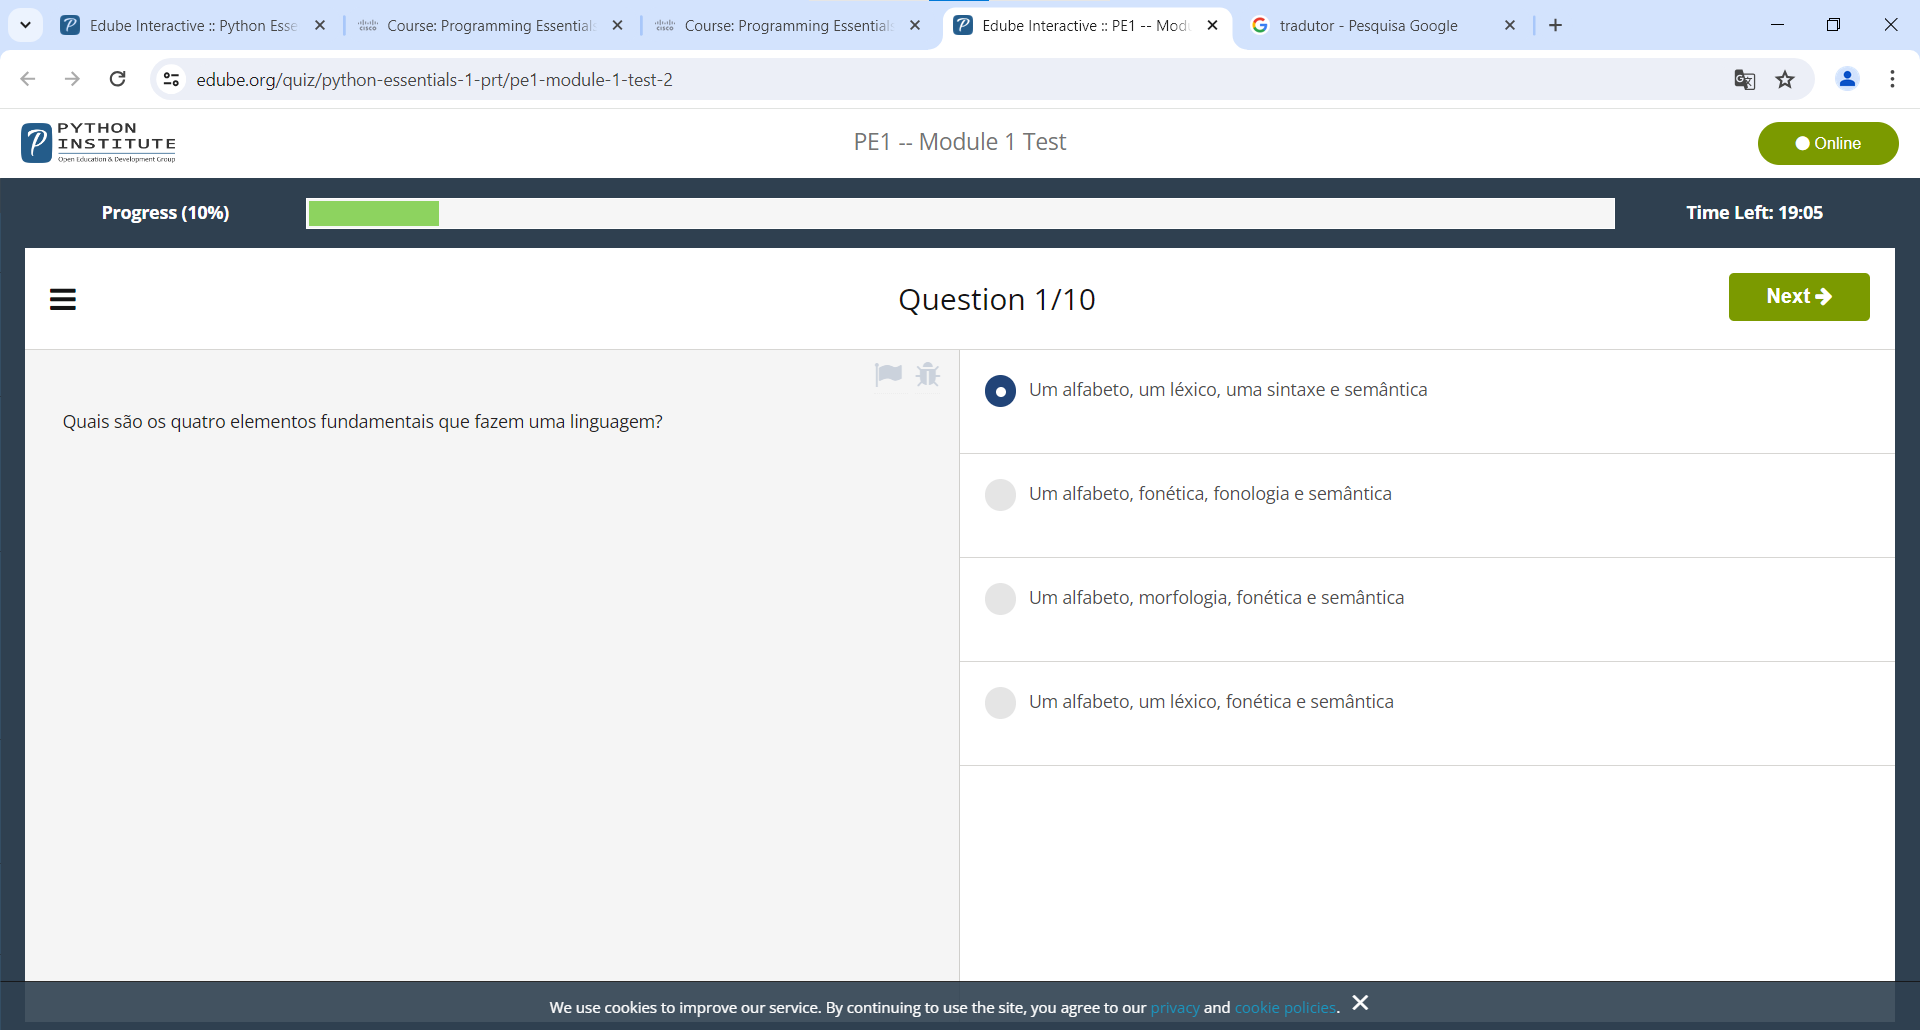 Edube Interactive :: Python Esse
Course: Programming Essentials
Course: Programming Essentials
Edube Interactive :: PE1 -- Modu
tradutor - Pesquisa Google
edube.org/quiz/python-essentials-1-prt/pe1-module-1-test-2
PYTHON
INSTITUTE
Open Education & Development Group
PE1 -- Module 1 Test
Online
Progress (10%)
Time Left: 19:05
Question 1/10
Next
Quais são os quatro elementos fundamentais que fazem uma linguagem?
Um alfabeto, um léxico, uma sintaxe e semântica
Um alfabeto, fonética, fonologia e semântica
Um alfabeto, morfologia, fonética e semântica
Um alfabeto, um léxico, fonética e semântica
We use cookies to improve our service. By continuing to use the site, you agree to our privacy and cookie policies.